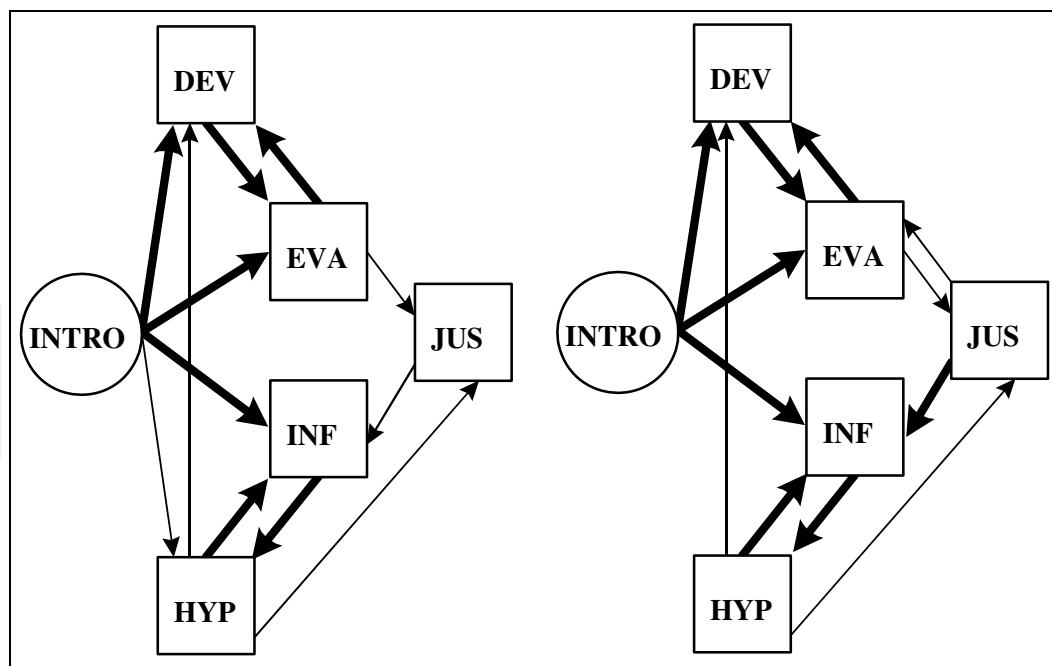 DEV
EVA
INTRO
JUS
INF
HYP
DEV
EVA
INTRO
JUS
INF
HYP